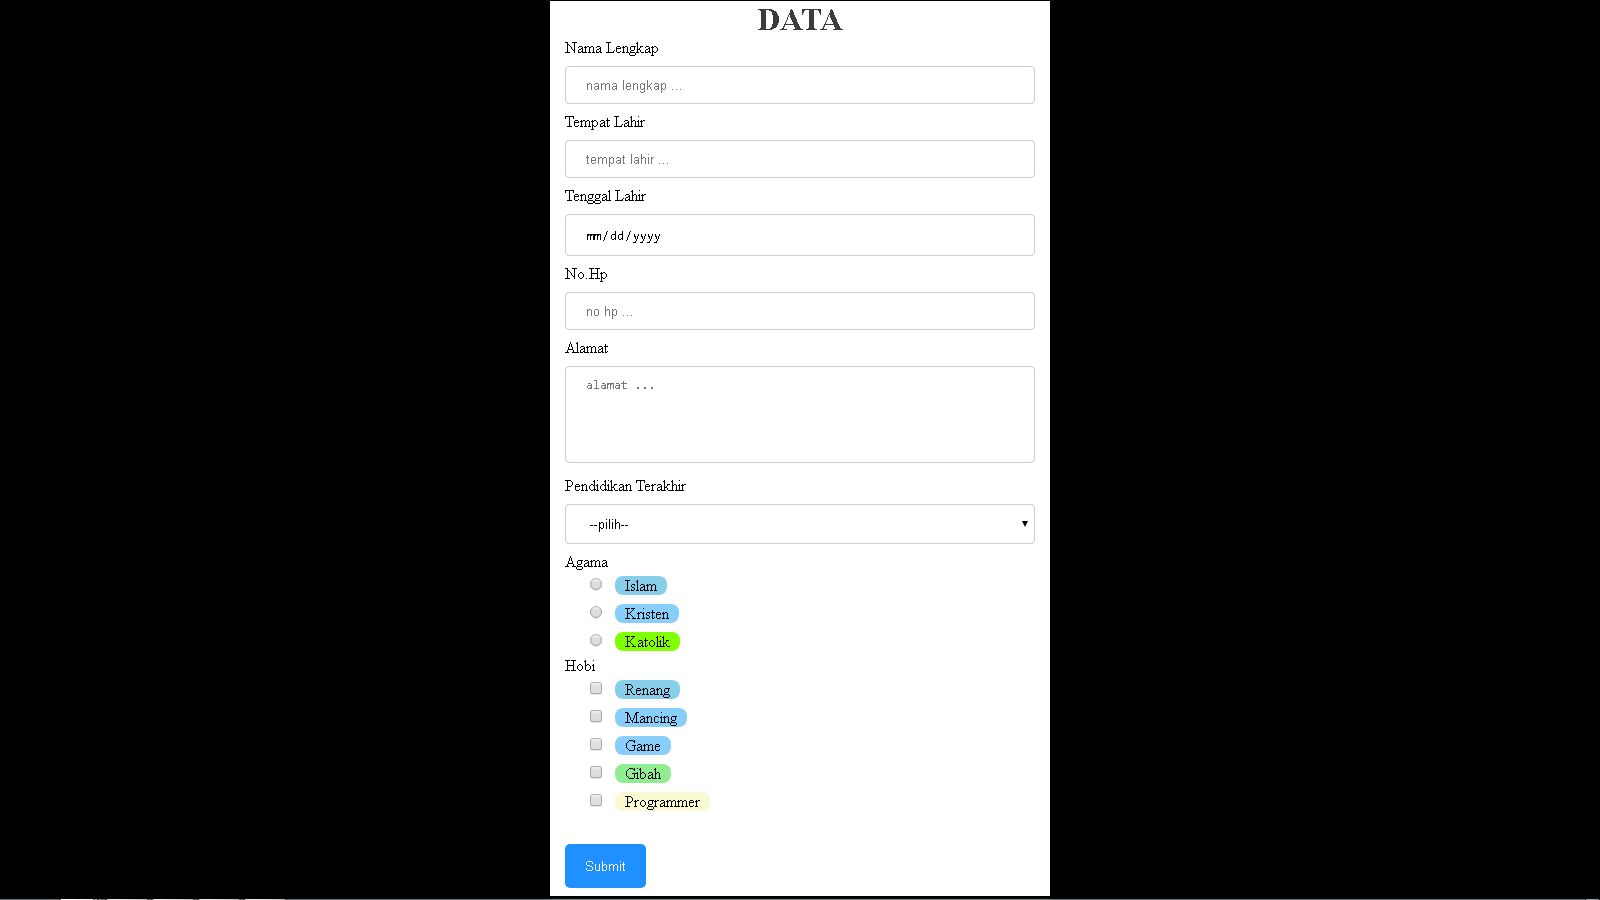 DATA
Nama Lengkap
nama lengkap ...
Tempat Lahir
tempat lahir ...
Tenggal Lahir
mm/dd/yyyy
No.Hp
no hp ...
Alamat
alamat ...
Pendidikan Terakhir
--pilih--
Agama
Islam
Kristen
Katolik
Hobi
Renang
Mancing
Game
Gibah
Programmer
Submit